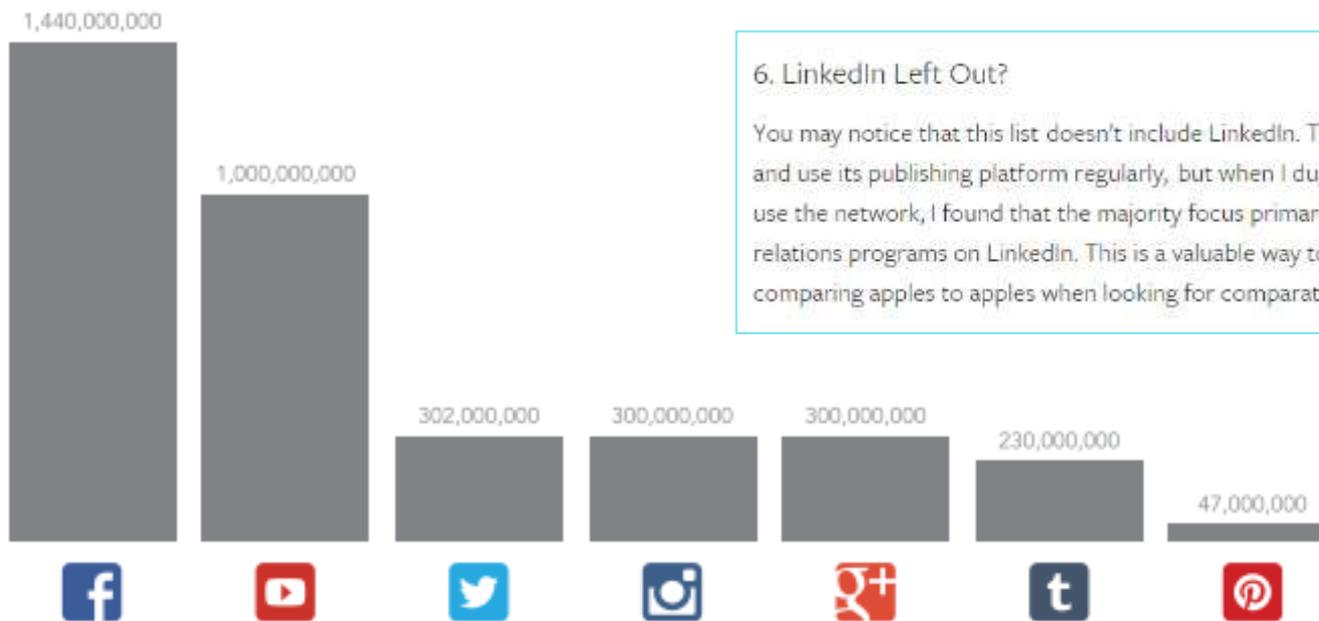 1,440,000,000
1,000,000,000
302,000,000
300,000,000
300,000,000
230,000,000
47,000,000
6. LinkedIn Left Out?
You may notice that this list doesn't include LinkedIn.
and use its publishing platform regularly, but when I
use the network, I found that the majority focus
relations programs on LinkedIn. This is a valuable way
comparing apples to apples when looking for
f
t
g+